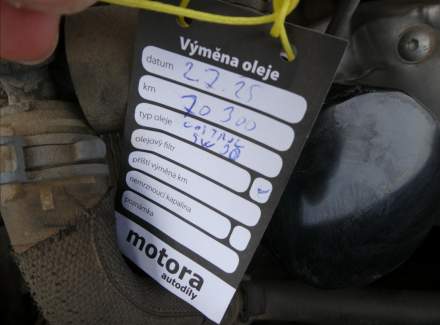 Výměna oleje
datum 2.7.25
km 70 300
typ oleje
olejový filtr
příští výměna km
nemrznoucí kapalina
poznámka
motora
autodíly